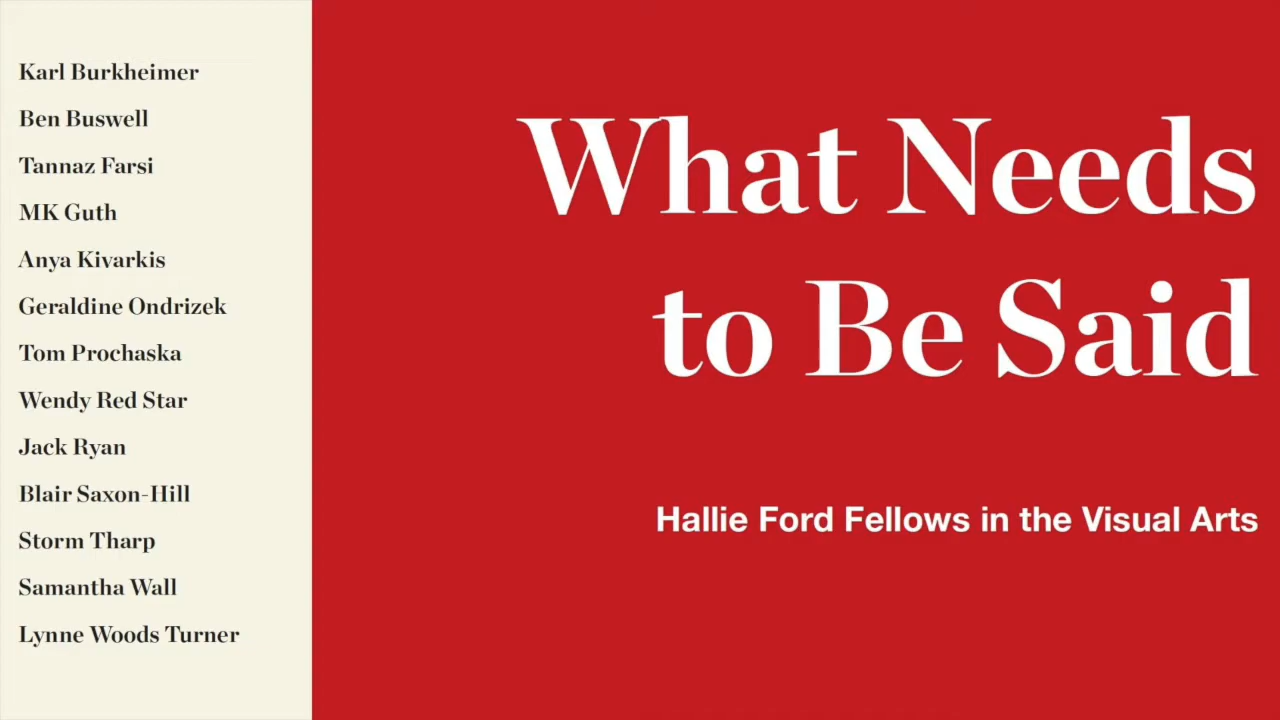 Karl Burkheimer
Ben Buswell
Tannaz Farsi
MK Guth
Anya Kivarkis
Geraldine Ondrizek
Tom Prochaska
Wendy Red Star
Jack Ryan
Blair Saxon-Hill
Storm Tharp
Samantha Wall
Lynne Woods Turner
What Needs
to Be Said
Hallie Ford Fellows in the Visual Arts